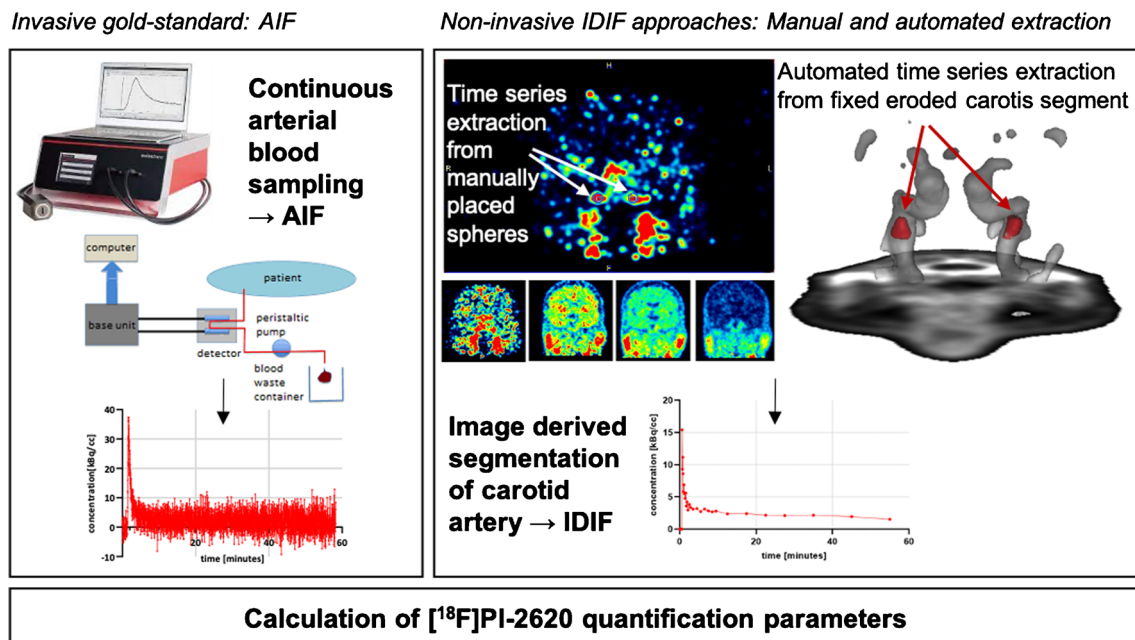 Invasive gold-standard: AIF
Non-invasive IDIF approaches: Manual and automated extraction
Continuous
arterial
blood
sampling
→ AIF
computer
base unit
patient
peristaltic
pump
detector
blood
waste
container
40
30
20
10
0
-10
20
40
60
concentration[kBq/cc]
time [minutes]
Time series
extraction
from
manually
placed
spheres
H
R
L
F
Automated time series extraction
from fixed eroded carotis segment
Image derived
segmentation
of carotid
artery → IDIF
20
15
10
5
0
0
20
40
60
concentration [kBq/cc]
time [minutes]
Calculation of [¹⁸F]PI-2620 quantification parameters